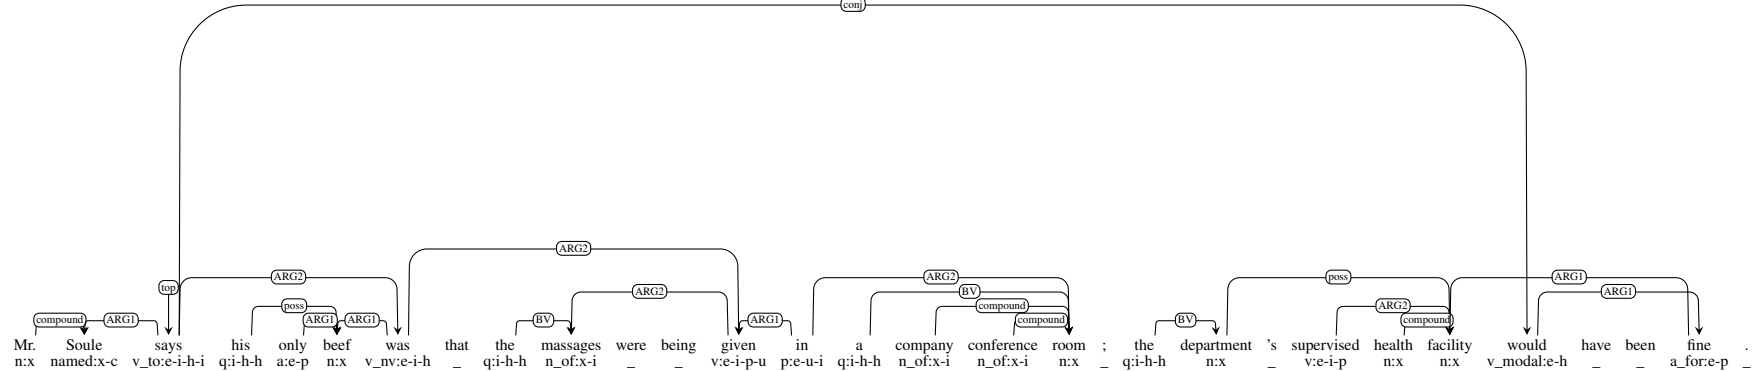 conj
ARG2
top ARG2 ARG2 poss ARG1
ARG2 BV ARG1
poss compound ARG2
compound ARG1 ARG1 ARG1 BV ARG1 compound BV compound
Mr. Soule says his only beef was that the massages were being given in a company conference room ; the department 's supervised health facility would have been fine .
n:x named:x-c v_to:e-i-h-i q:i-h-h a:e-p n:x v_nv:e-i-h _ q:i-h-h n_of:x-i _ _ v:e-i-p-u p:e-u-i q:i-h-h n_of:x-i n_of:x-i n:x _ q:i-h-h n:x _ v:e-i-p n:x n:x v_modal:e-h _ _ a_for:e-p _